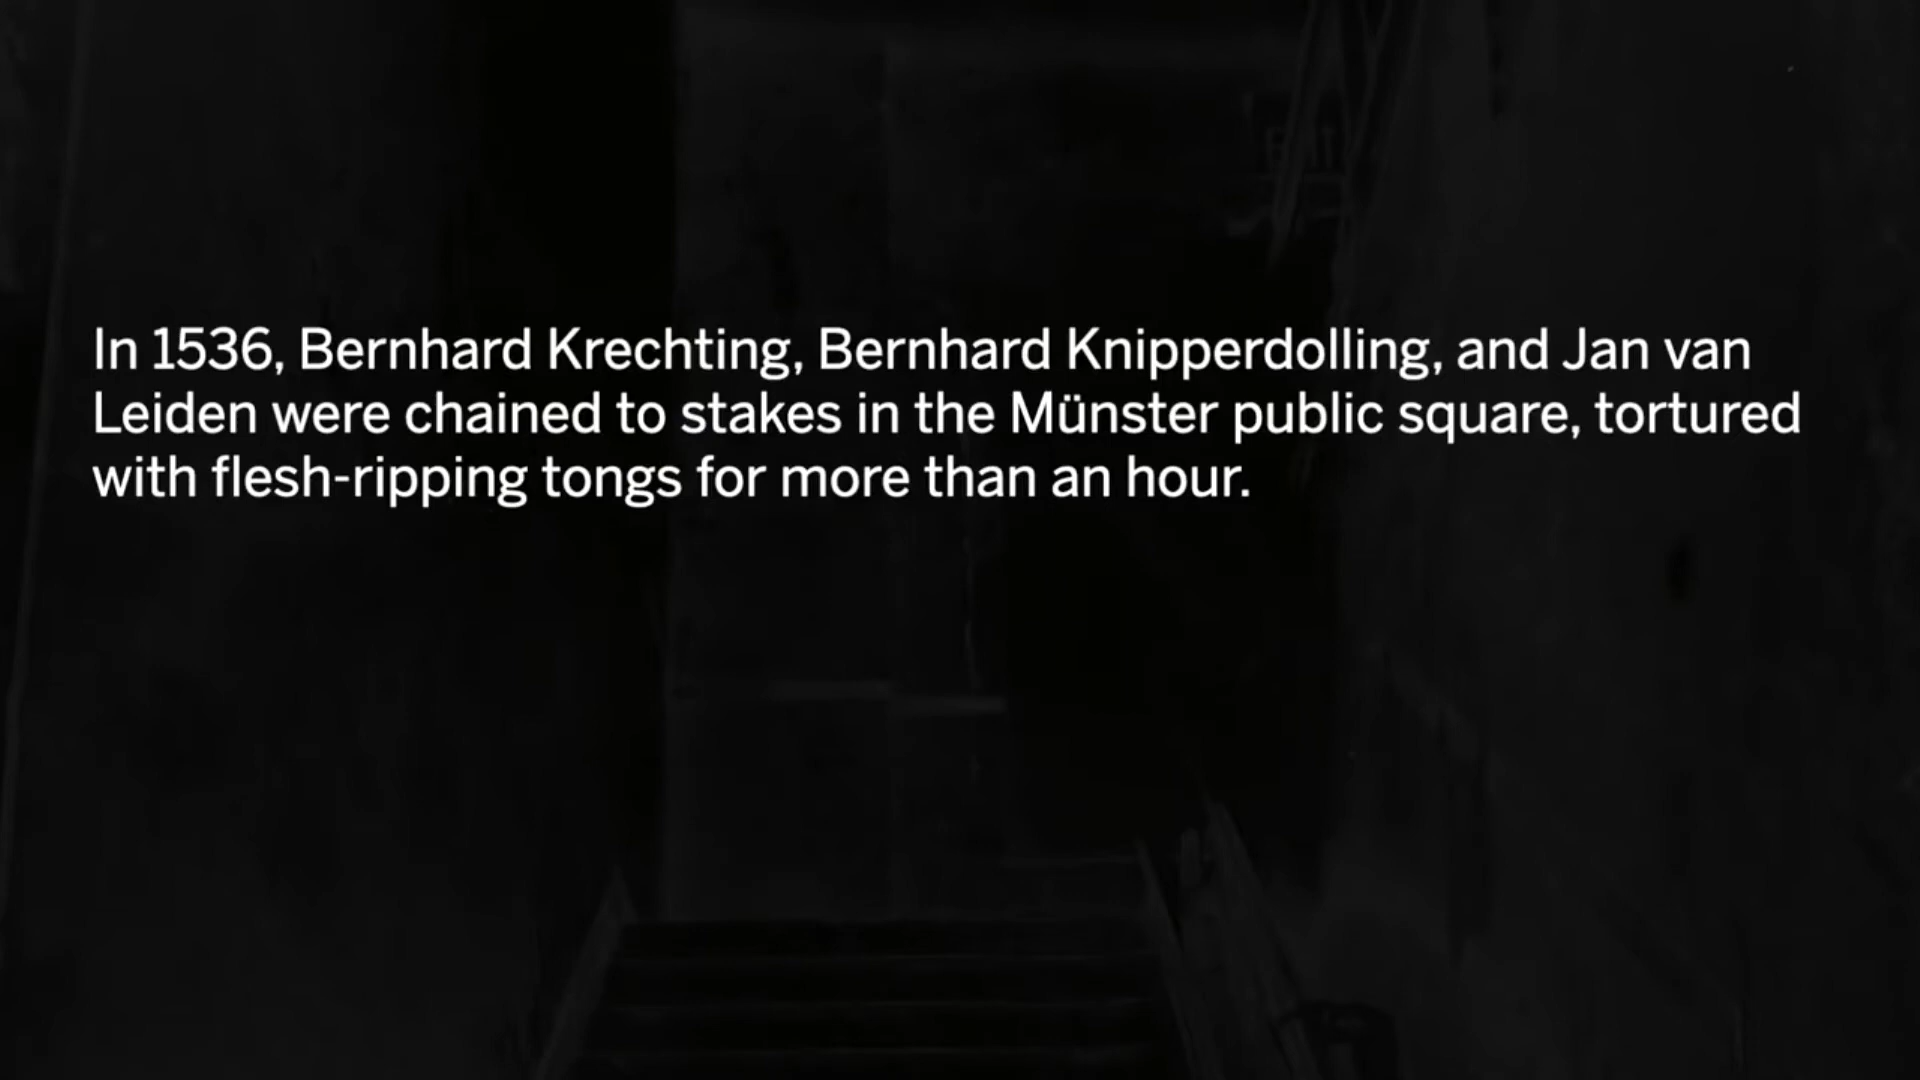 In 1536, Bernhard Krechting, Bernhard Knipperdolling, and Jan van
Leiden were chained to stakes in the Münster public square, tortured
with flesh-ripping tongs for more than an hour.